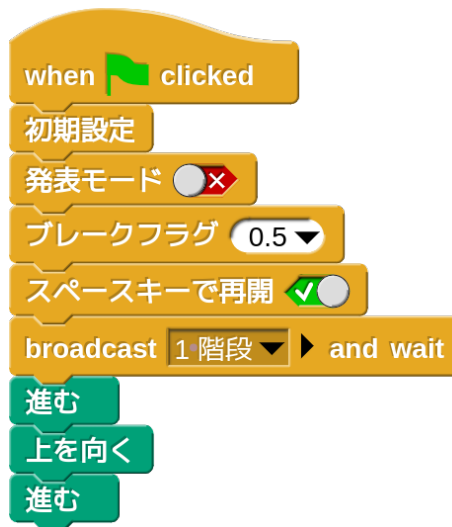 when clicked
初期設定
発表モード
ブレークフラグ 0.5
スペースキーで再開
broadcast 1 階段 and wait
進む
上を向く
進む